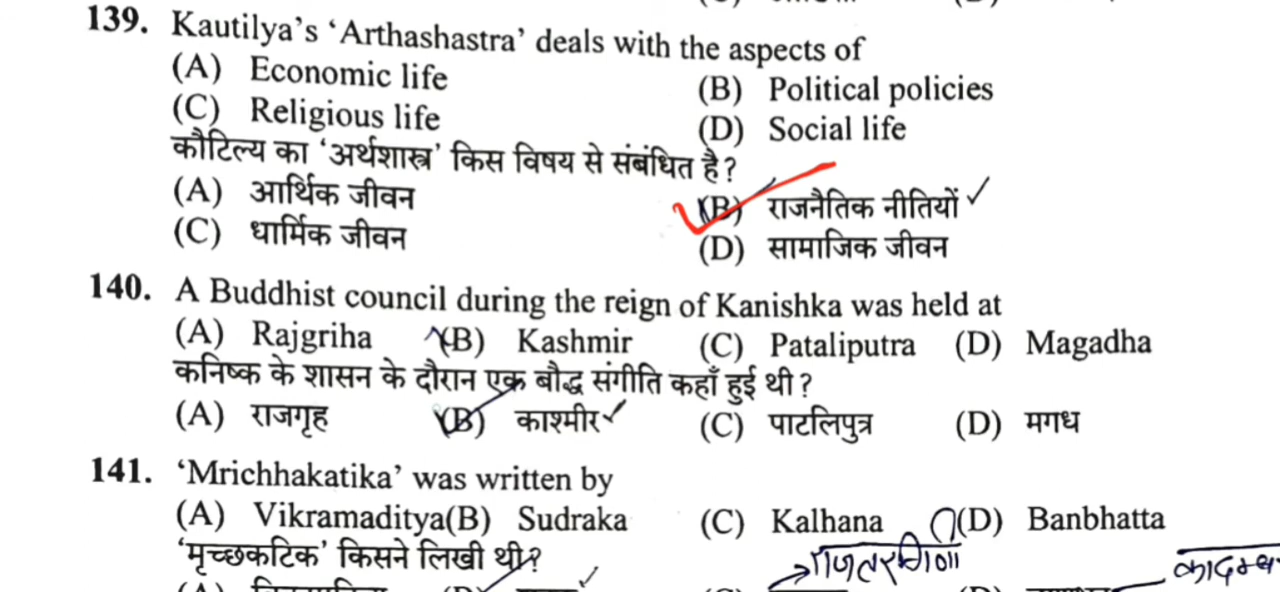 139. Kautilya's 'Arthashastra' deals with the aspects of
(A) Economic life (B) Political policies
(C) Religious life (D) Social life
कौटिल्य का 'अर्थशास्त्र' किस विषय से संबंधित है?
(A) आर्थिक जीवन (B) राजनैतिक नीतियों
(C) धार्मिक जीवन (D) सामाजिक जीवन
140. A Buddhist council during the reign of Kanishka was held at
(A) Rajgriha (B) Kashmir (C) Pataliputra (D) Magadha
कनिष्क के शासन के दौरान एक बौद्ध संगीति कहाँ हुई थी?
(A) राजगृह (B) काश्मीर (C) पाटलिपुत्र (D) मगध
141. 'Mrichhakatika' was written by
(A) Vikramaditya(B) Sudraka (C) Kalhana (D) Banbhatta
'मृच्छकटिक' किसने लिखी थी?